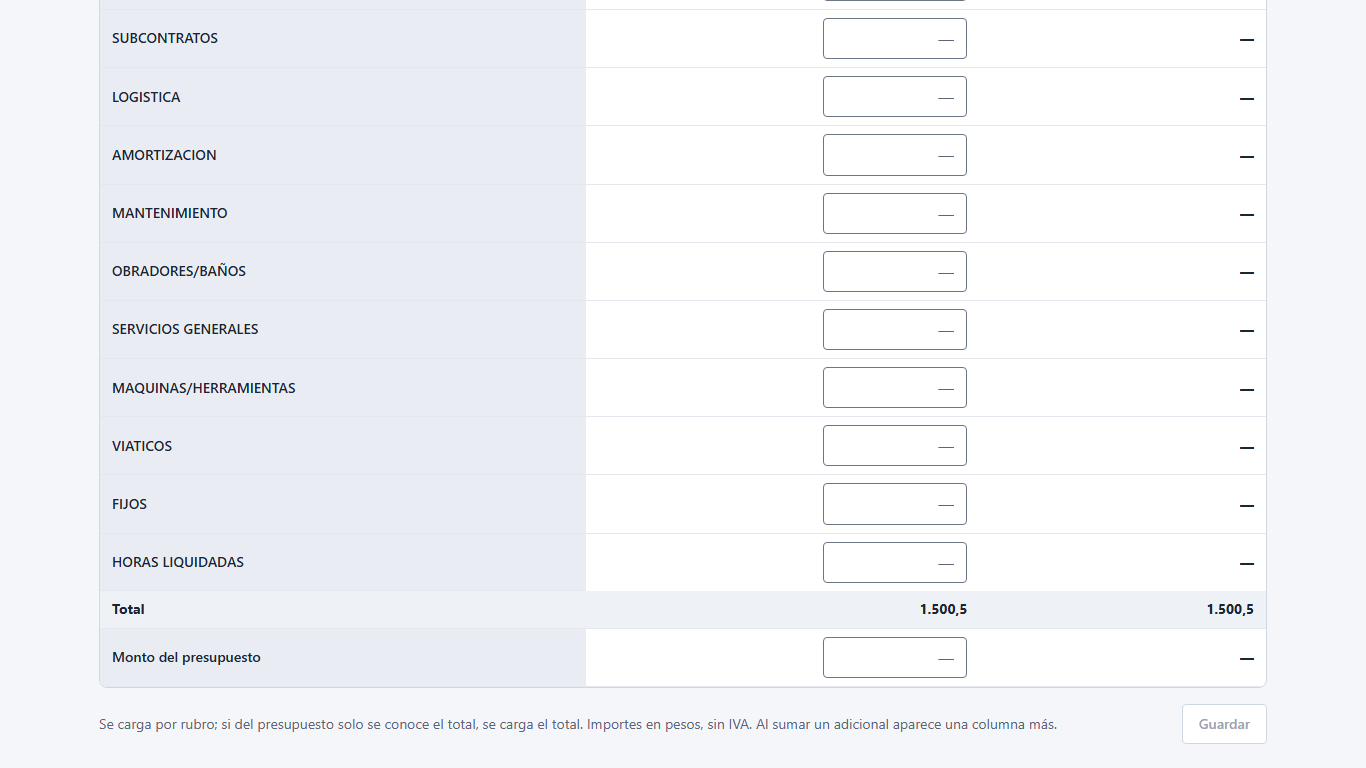 SUBCONTRATOS — —
LOGISTICA — —
AMORTIZACION — —
MANTENIMIENTO — —
OBRADORES/BAÑOS — —
SERVICIOS GENERALES — —
MAQUINAS/HERRAMIENTAS — —
VIATICOS — —
FIJOS — —
HORAS LIQUIDADAS — —
Total 1.500,5 1.500,5
Monto del presupuesto — —
Se carga por rubro; si del presupuesto solo se conoce el total, se carga el total. Importes en pesos, sin IVA. Al sumar un adicional aparece una columna más. Guardar